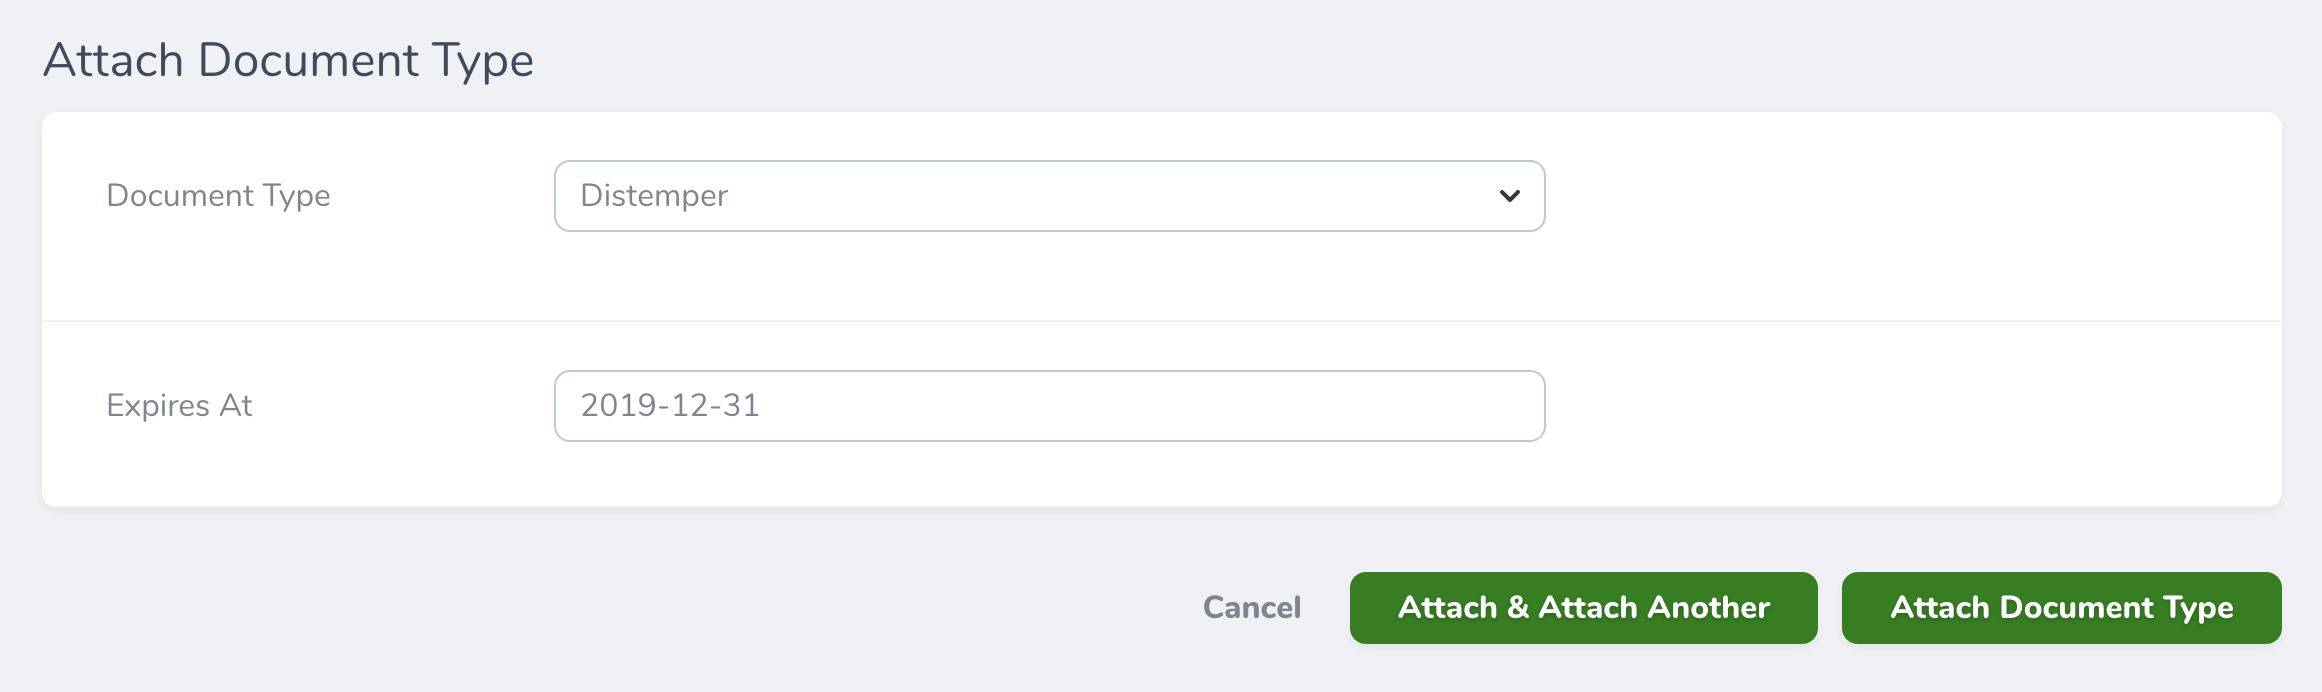 Attach Document Type
Document Type
Distemper
Expires At
2019-12-31
Cancel
Attach & Attach Another
Attach Document Type